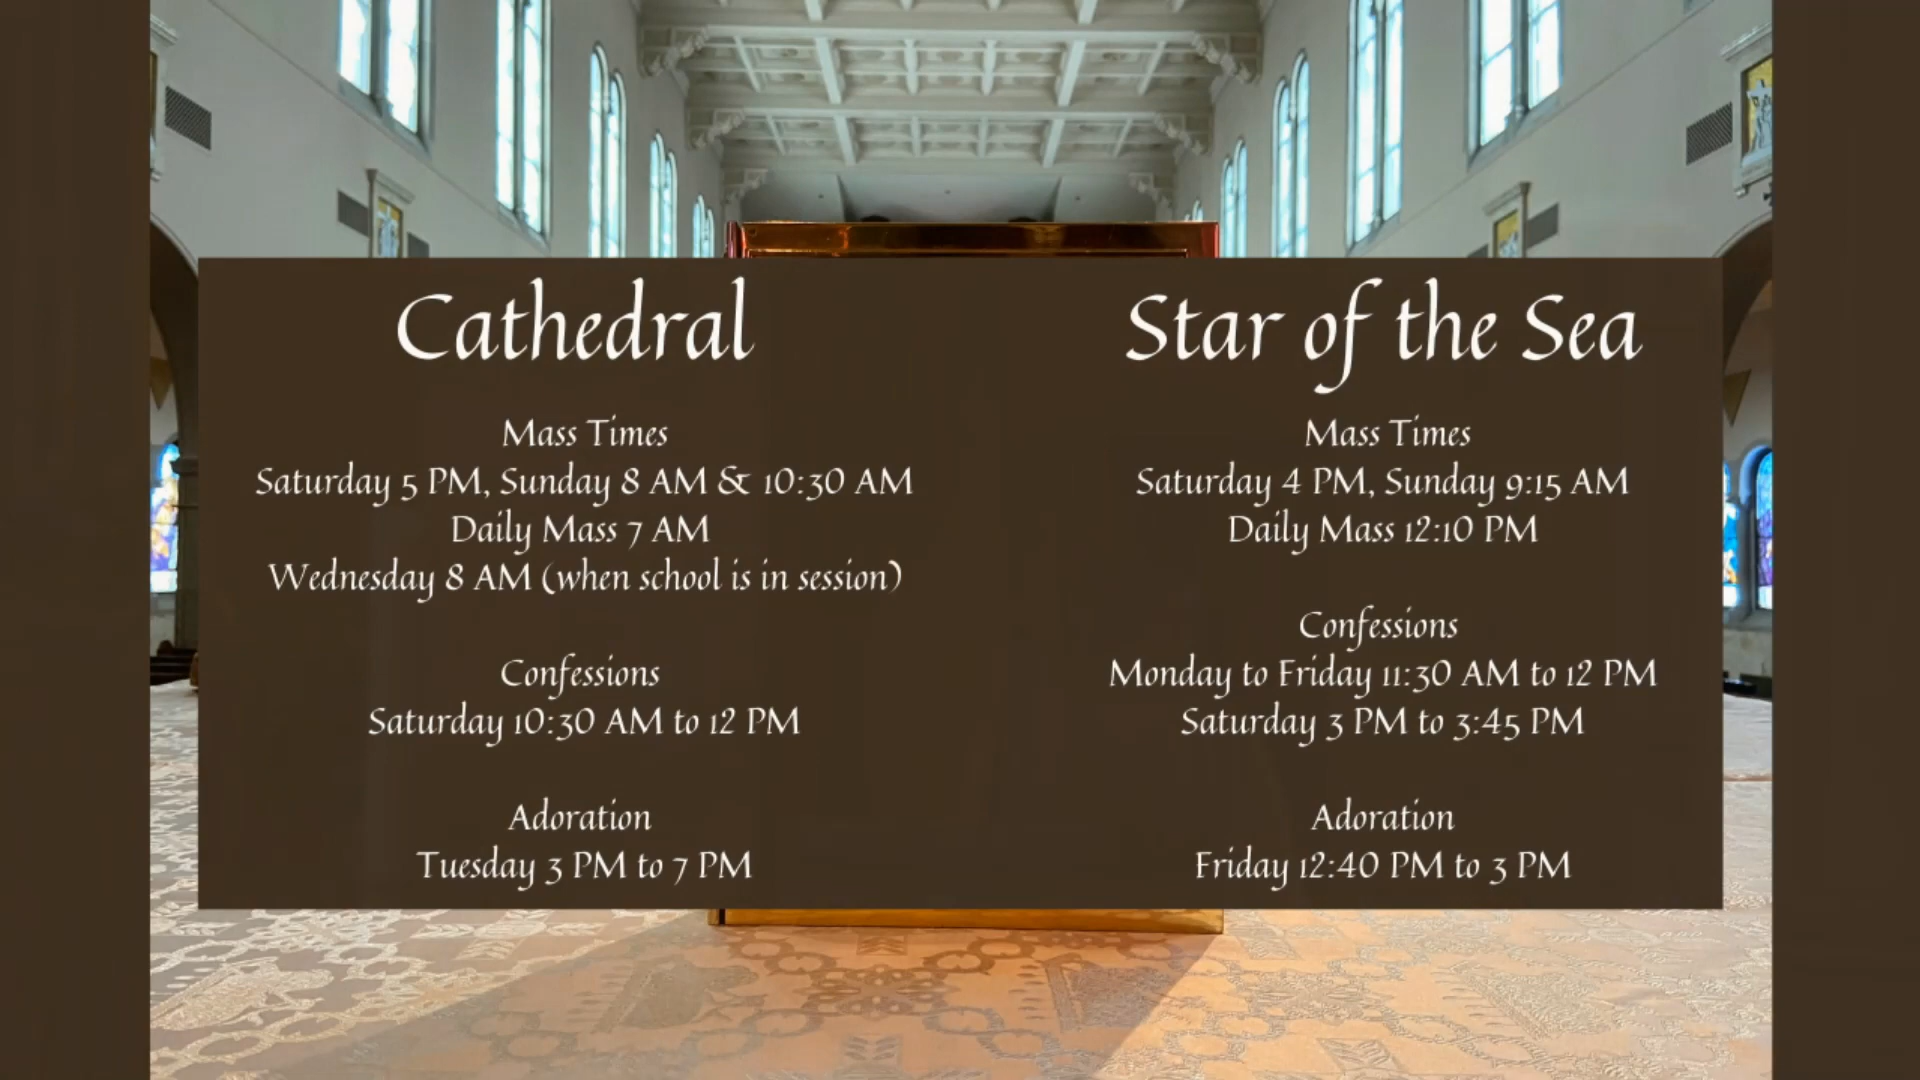 Cathedral
Mass Times
Saturday 5 PM, Sunday 8 AM & 10:30 AM
Daily Mass 7 AM
Wednesday 8 AM (when school is in session)
Confessions
Saturday 10:30 AM to 12 PM
Adoration
Tuesday 3 PM to 7 PM
Star of the Sea
Mass Times
Saturday 4 PM, Sunday 9:15 AM
Daily Mass 12:10 PM
Confessions
Monday to Friday 11:30 AM to 12 PM
Saturday 3 PM to 3:45 PM
Adoration
Friday 12:40 PM to 3 PM